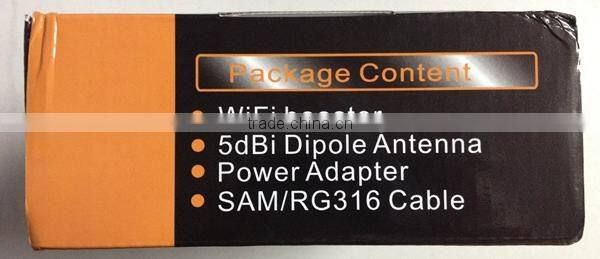 Package Content
WiFi booster
trade.china.cn
5dBi Dipole Antenna
Power Adapter
SAM/RG316 Cable